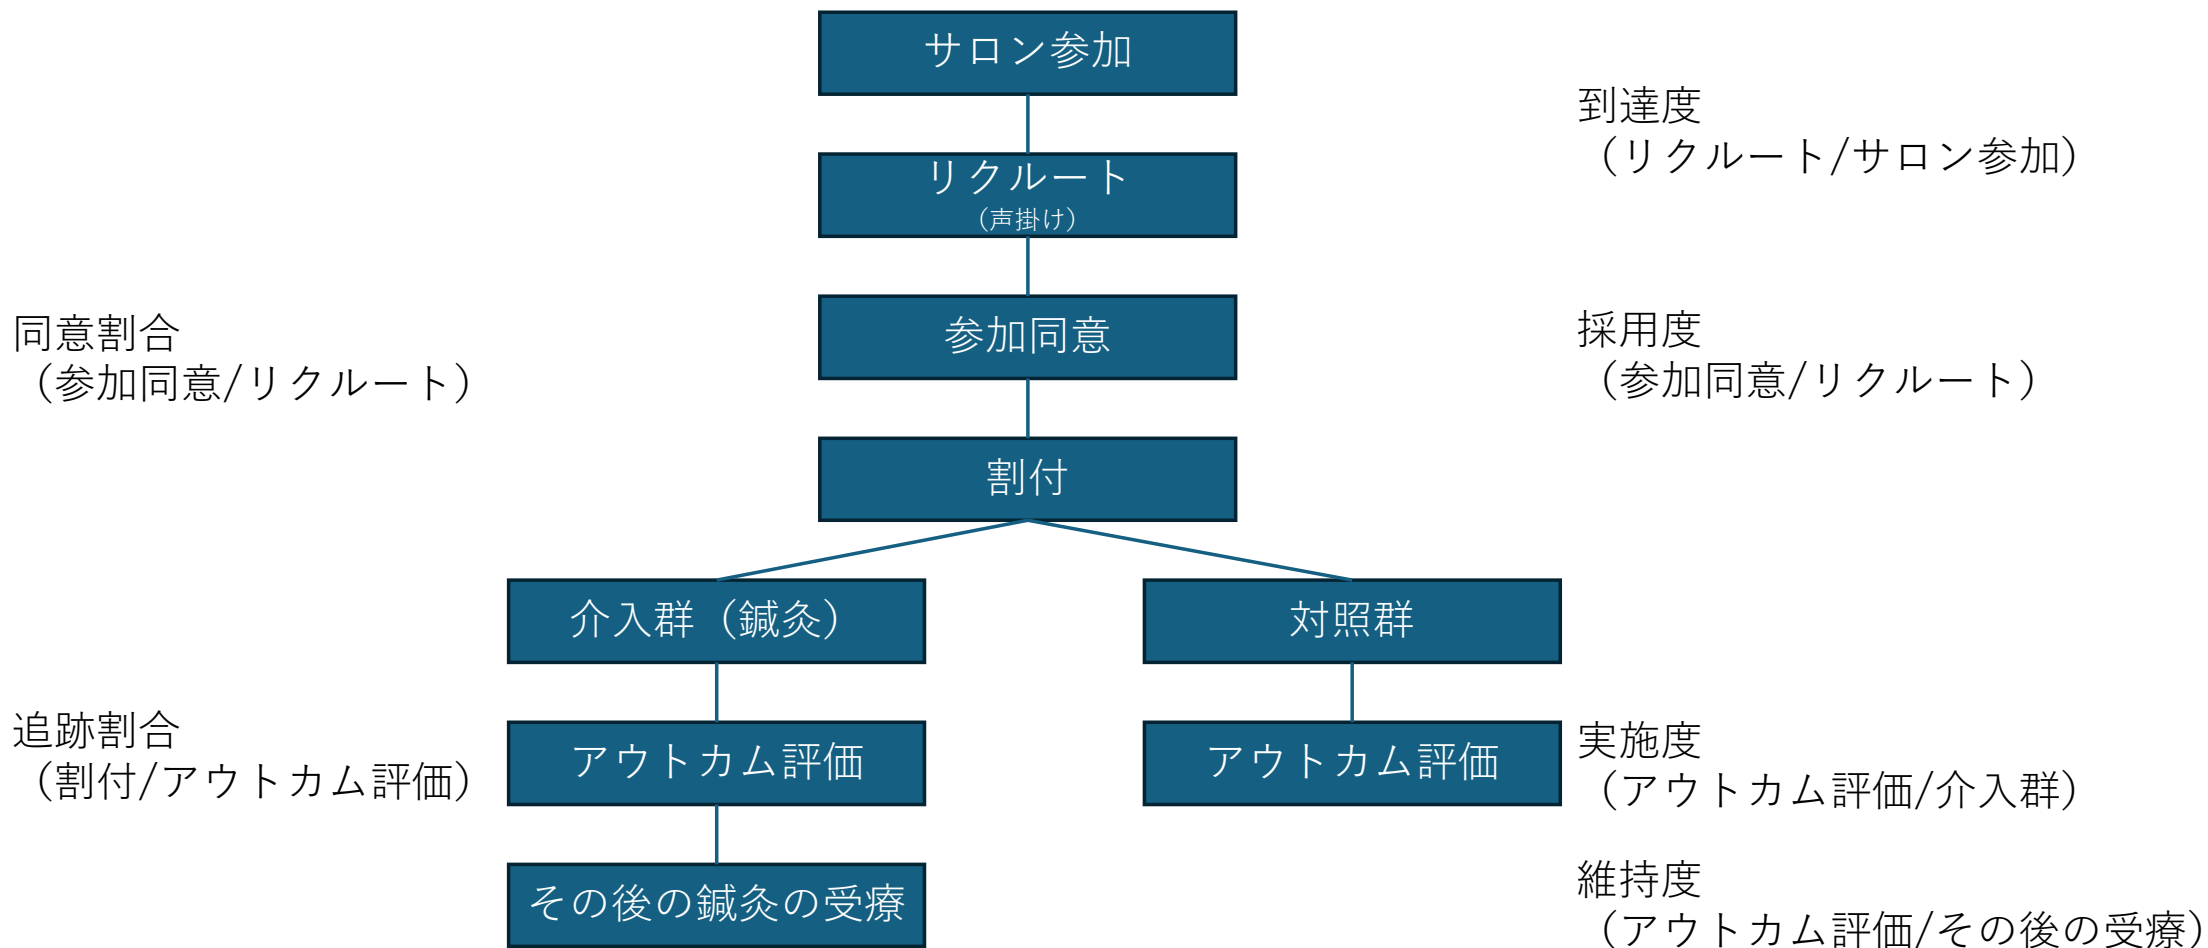 サロン参加
到達度
（リクルート/サロン参加）
リクルート
（声掛け）
参加同意
同意割合
（参加同意/リクルート）
採用度
（参加同意/リクルート）
割付
介入群（鍼灸）
対照群
追跡割合
（割付/アウトカム評価）
アウトカム評価
アウトカム評価
実施度
（アウトカム評価/介入群）
その後の鍼灸の受療
維持度
（アウトカム評価/その後の受療）